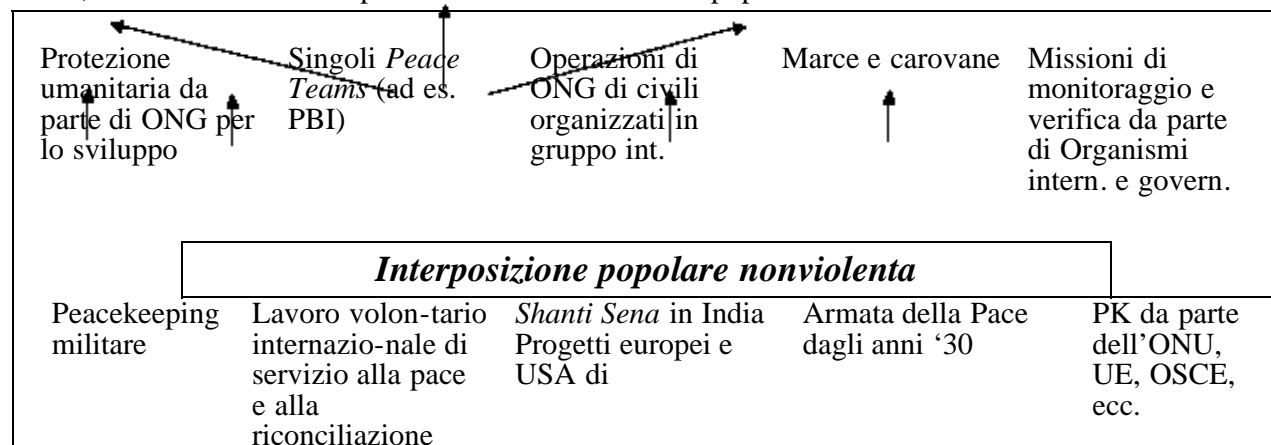 Protezione
umanitaria da
parte di ONG per
lo sviluppo
Singoli Peace
Teams (ad es.
PBI)
Operazioni di
ONG di civili
organizzati in
gruppo int.
Marce e carovane
Missioni di
monitoraggio e
verifica da parte
di Organismi
intern. e govern.
Interposizione popolare nonviolenta
Peacekeeping
militare
Lavoro volon-tario
internazio-nale di
servizio alla pace
e alla
riconciliazione
Shanti Sena in India
Progetti europei e
USA di
Armata della Pace
dagli anni ‘30
PK da parte
dell’ONU,
UE, OSCE,
ecc.